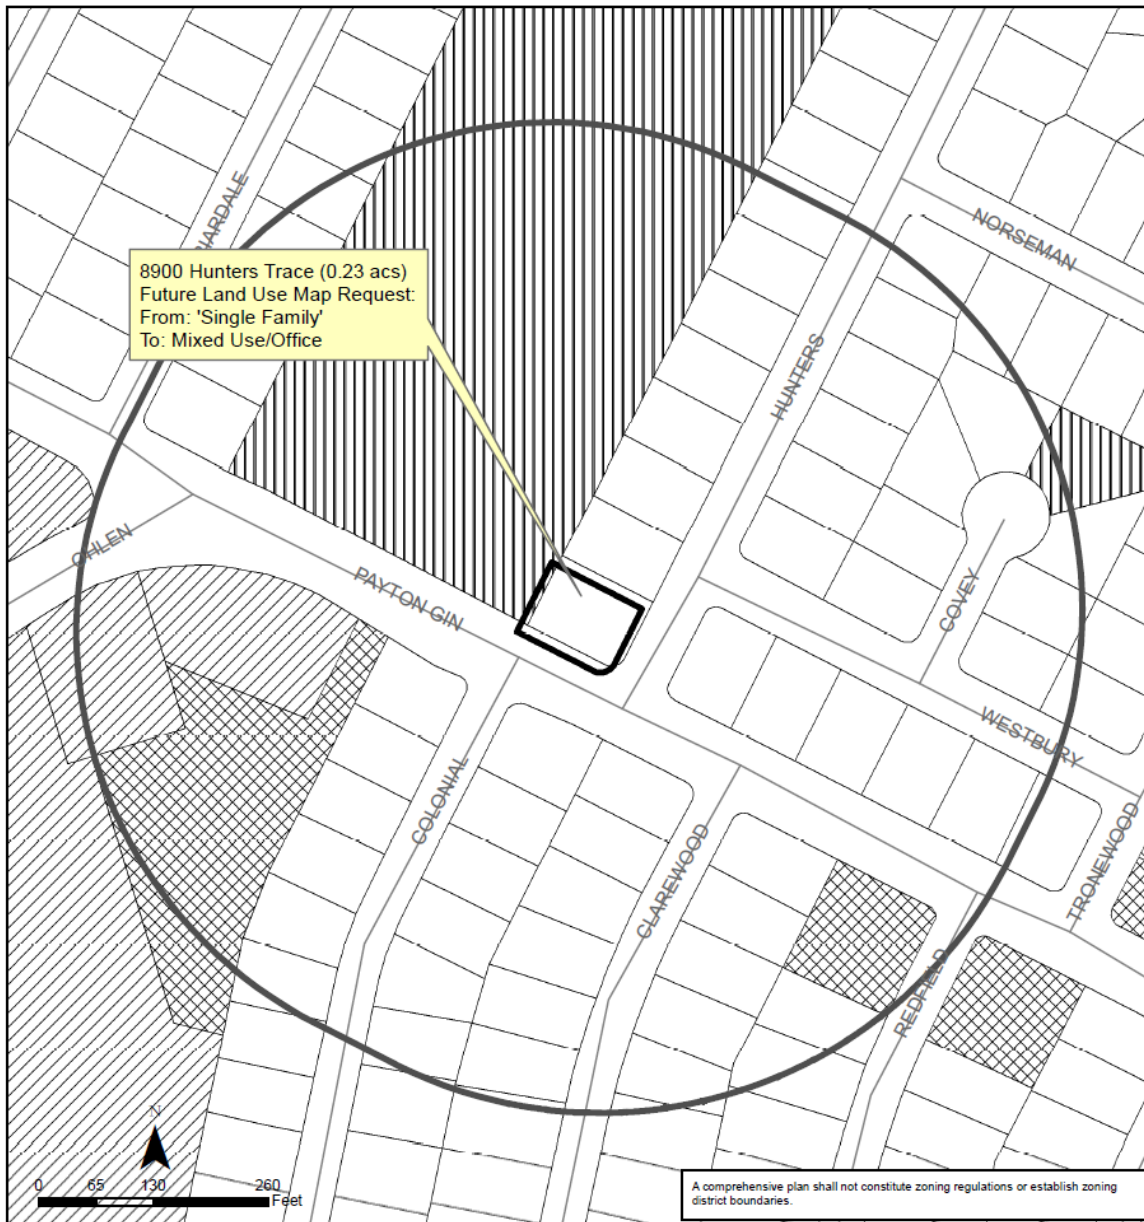 RIARDALE
NORSEMAN
8900 Hunters Trace (0.23 acs)
Future Land Use Map Request:
From: 'Single Family'
To: Mixed Use/Office
HUNTERS
OHLEN
PAYTON GIN
COVEY
WESTBURY
COLONIAL
CLAREWOOD
TRONEWOOD
REDFIELD
N
0 65 130 260
Feet
A comprehensive plan shall not constitute zoning regulations or establish zoning
district boundaries.